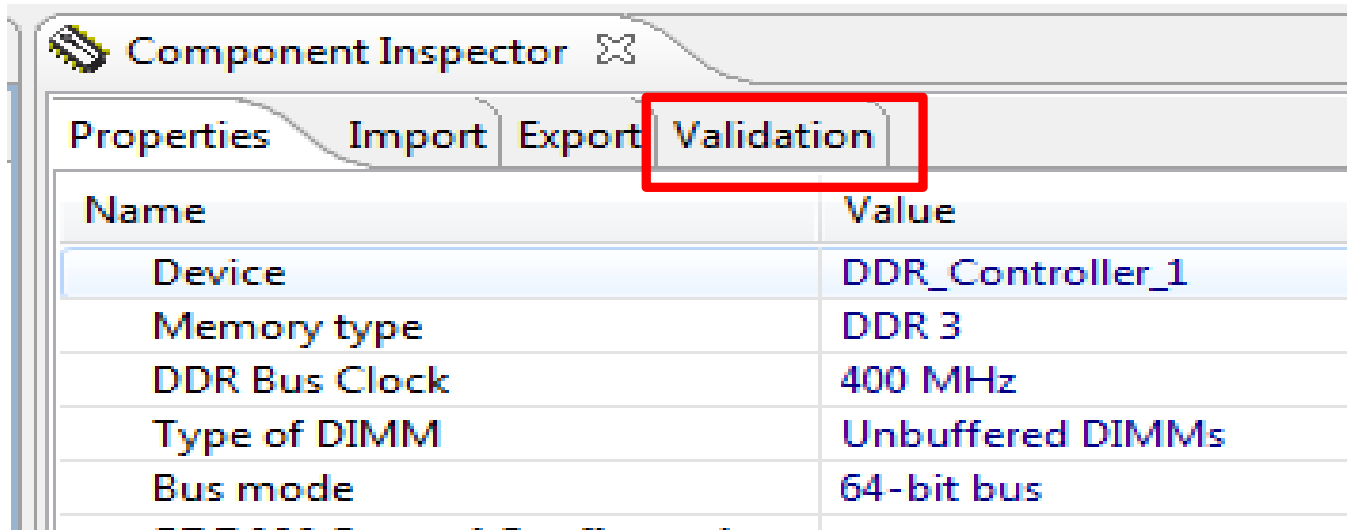 Component Inspector
Properties Import Export Validation
Name Value
Device DDR_Controller_1
Memory type DDR 3
DDR Bus Clock 400 MHz
Type of DIMM Unbuffered DIMMs
Bus mode 64-bit bus